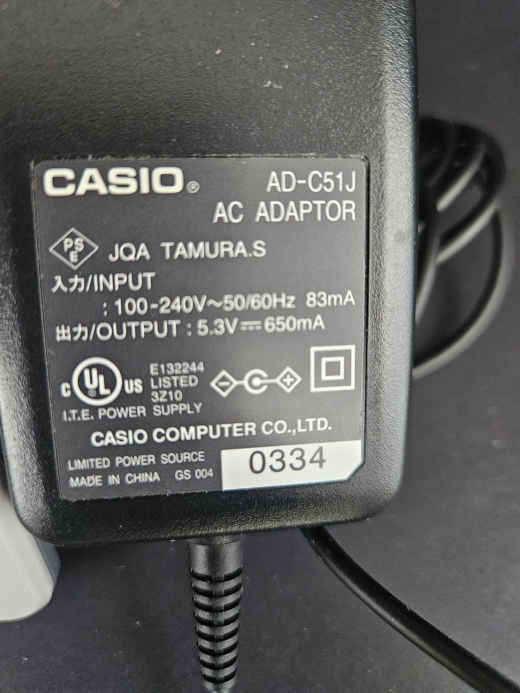 CASIO® AD-C51J
AC ADAPTOR
PSE JQA TAMURA.S
入力/INPUT
: 100-240V～50/60Hz 83mA
出力/OUTPUT : 5.3V⎓650mA
c UL US E132244
LISTED
3Z10
I.T.E. POWER SUPPLY
CASIO COMPUTER CO.,LTD.
LIMITED POWER SOURCE
MADE IN CHINA GS 004
0334